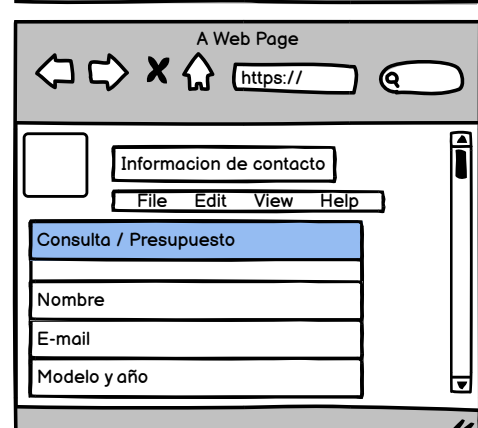 A Web Page
https://
Informacion de contacto
File Edit View Help
Consulta / Presupuesto
Nombre
E-mail
Modelo y año